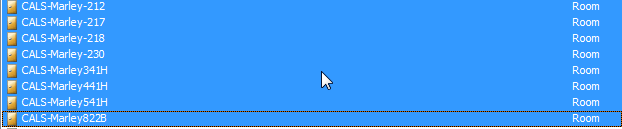 CALS-Marley-212 Room
CALS-Marley-217 Room
CALS-Marley-218 Room
CALS-Marley-230 Room
CALS-Marley341H Room
CALS-Marley441H Room
CALS-Marley541H Room
CALS-Marley822B Room